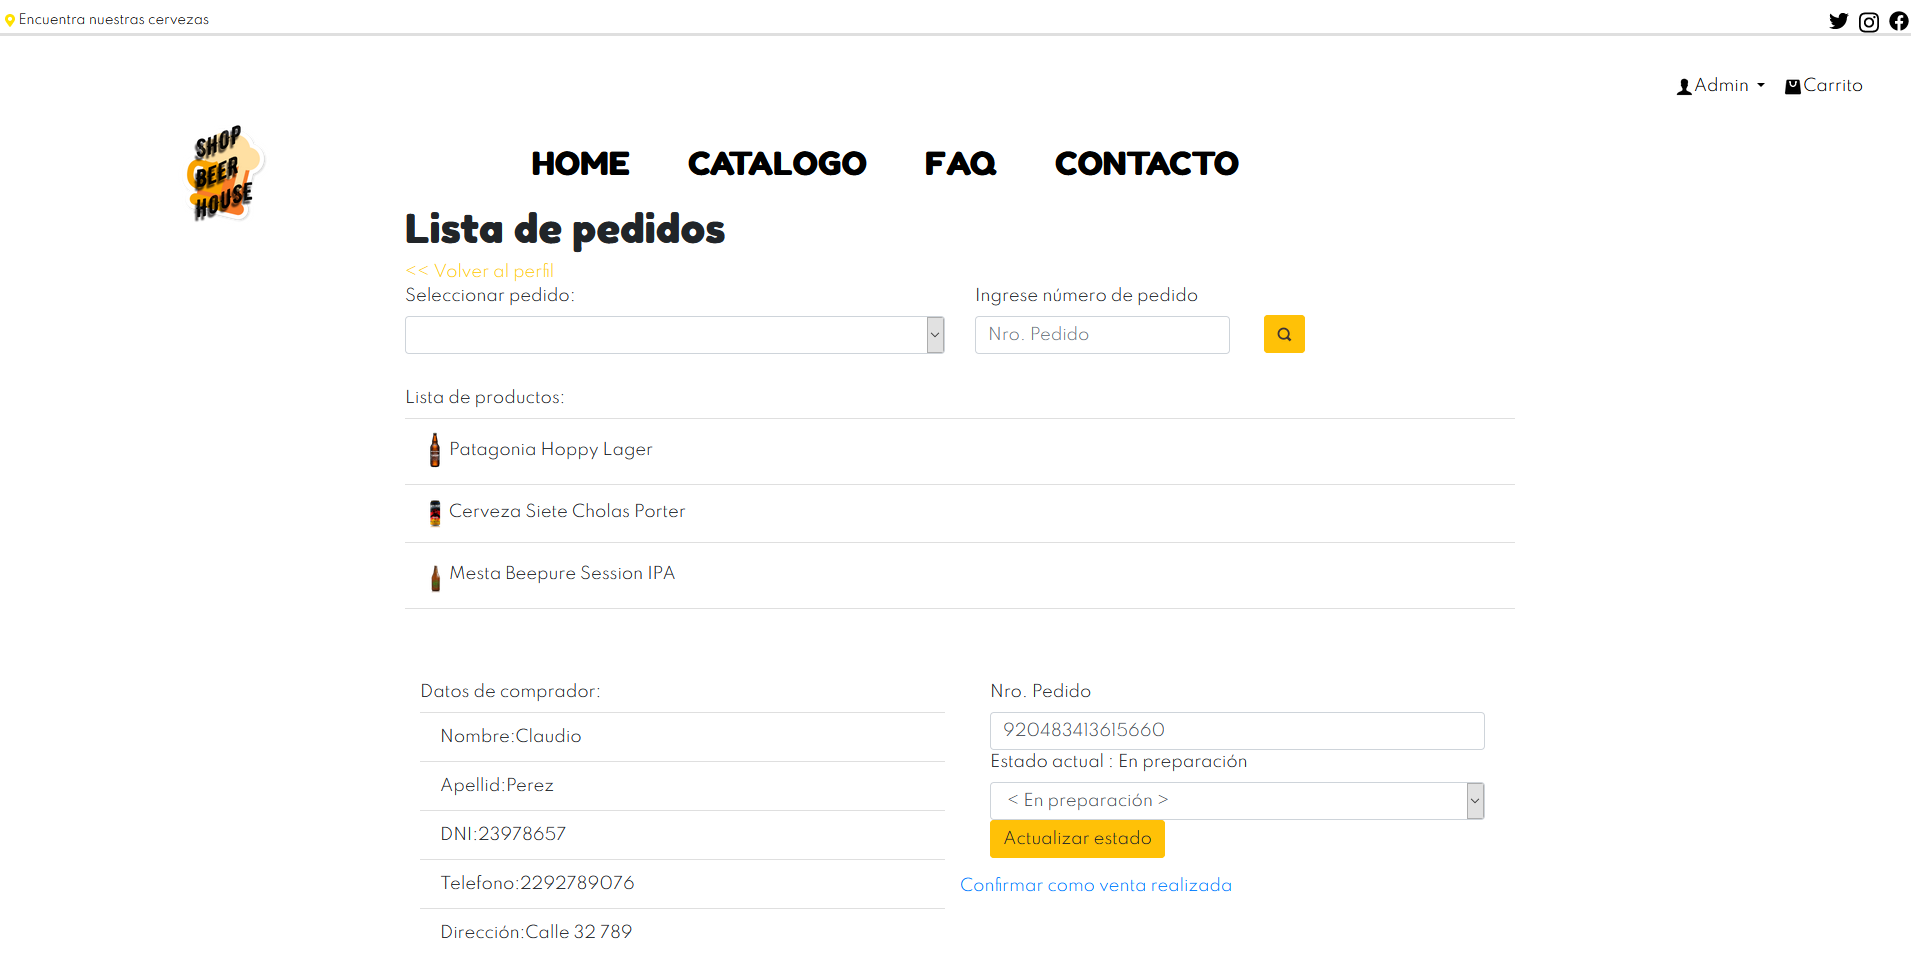 Encuentra nuestras cervezas
Admin
Carrito
SHOP
BEER
HOUSE
HOME CATALOGO FAQ CONTACTO
Lista de pedidos
<< Volver al perfil
Seleccionar pedido:
Ingrese número de pedido
Nro. Pedido
Lista de productos:
Patagonia Hoppy Lager
Cerveza Siete Cholas Porter
Mesta Beepure Session IPA
Datos de comprador:
Nombre:Claudio
Apellid:Perez
DNI:23978657
Telefono:2292789076
Dirección:Calle 32 789
Nro. Pedido
920483413615660
Estado actual : En preparación
< En preparación >
Actualizar estado
Confirmar como venta realizada